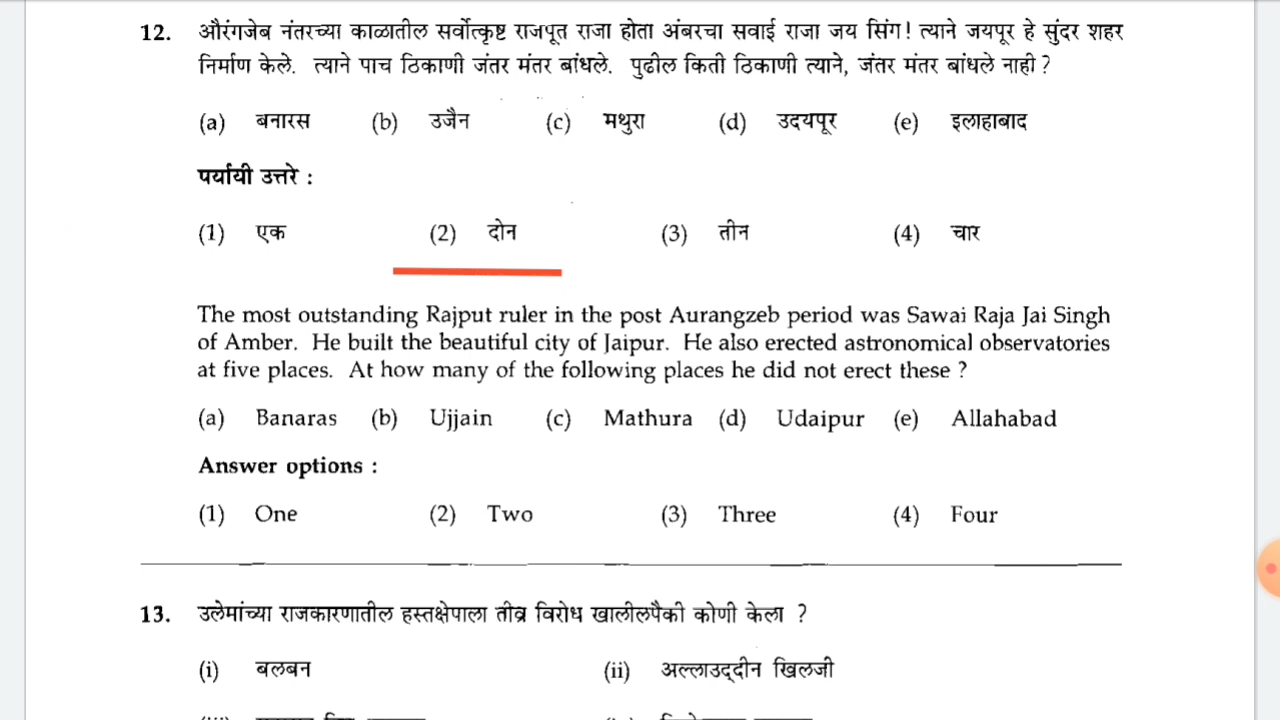 12. औरंगजेब नंतरच्या काळातील सर्वोत्कृष्ट राजपूत राजा होता अंबरचा सवाई राजा जय सिंग! त्याने जयपूर हे सुंदर शहर
निर्माण केले. त्याने पाच ठिकाणी जंतर मंतर बांधले. पुढील किती ठिकाणी त्याने, जंतर मंतर बांधले नाही ?
(a) बनारस (b) उजैन (c) मथुरा (d) उदयपूर (e) इलाहाबाद
पर्यायी उत्तरे :
(1) एक (2) दोन (3) तीन (4) चार
The most outstanding Rajput ruler in the post Aurangzeb period was Sawai Raja Jai Singh
of Amber. He built the beautiful city of Jaipur. He also erected astronomical observatories
at five places. At how many of the following places he did not erect these ?
(a) Banaras (b) Ujjain (c) Mathura (d) Udaipur (e) Allahabad
Answer options :
(1) One (2) Two (3) Three (4) Four
13. उलेमांच्या राजकारणातील हस्तक्षेपाला तीव्र विरोध खालीलपैकी कोणी केला ?
(i) बलबन (ii) अल्लाउद्दीन खिलजी